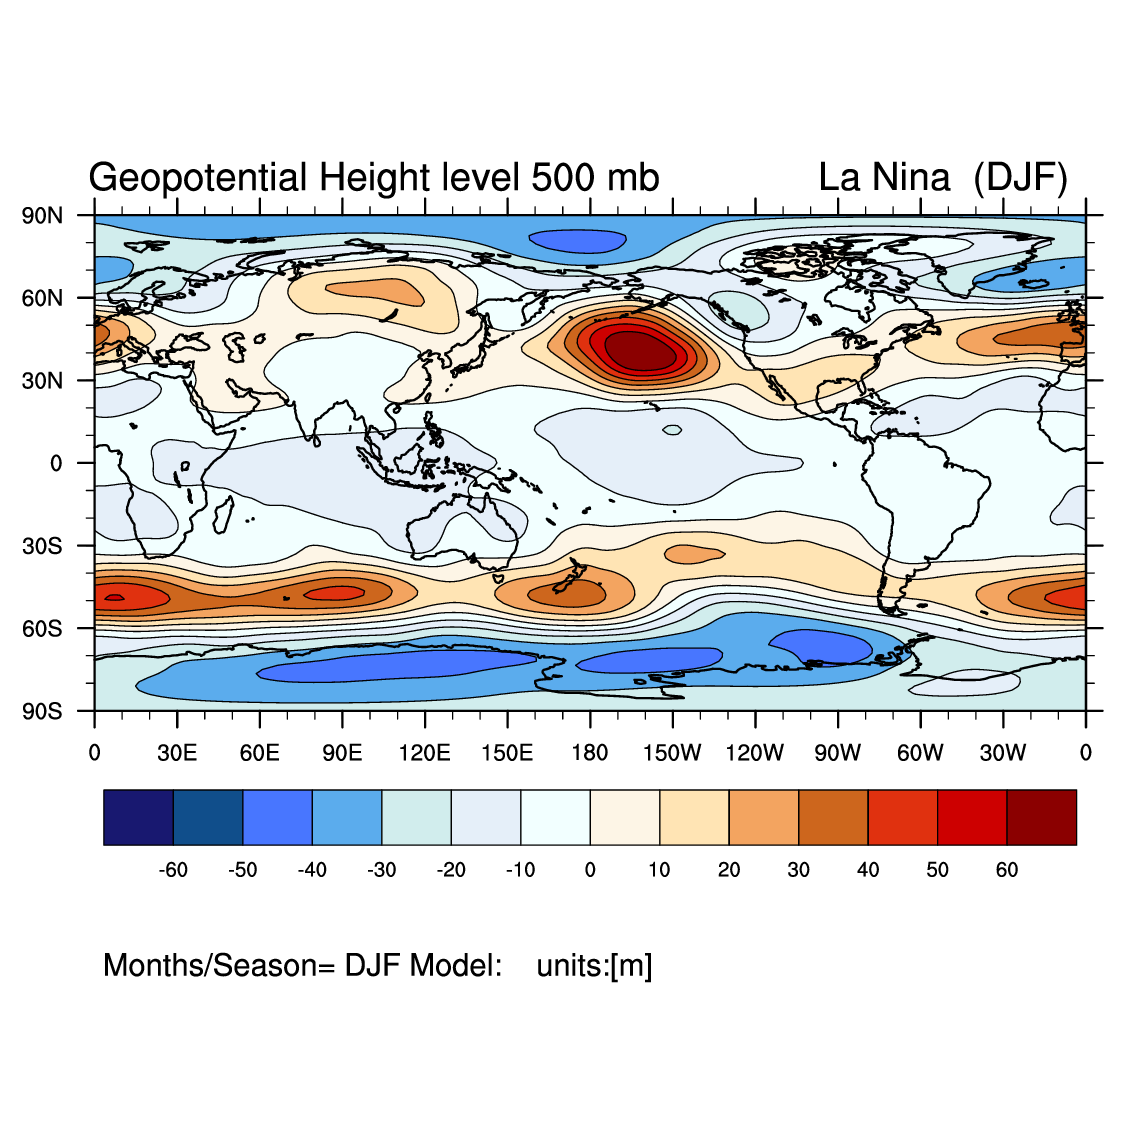 Geopotential Height level 500 mb La Nina (DJF)
90N
60N
30N
0
30S
60S
90S
0 30E 60E 90E 120E 150E 180 150W 120W 90W 60W 30W 0
-60 -50 -40 -30 -20 -10 0 10 20 30 40 50 60
Months/Season= DJF Model: units:[m]